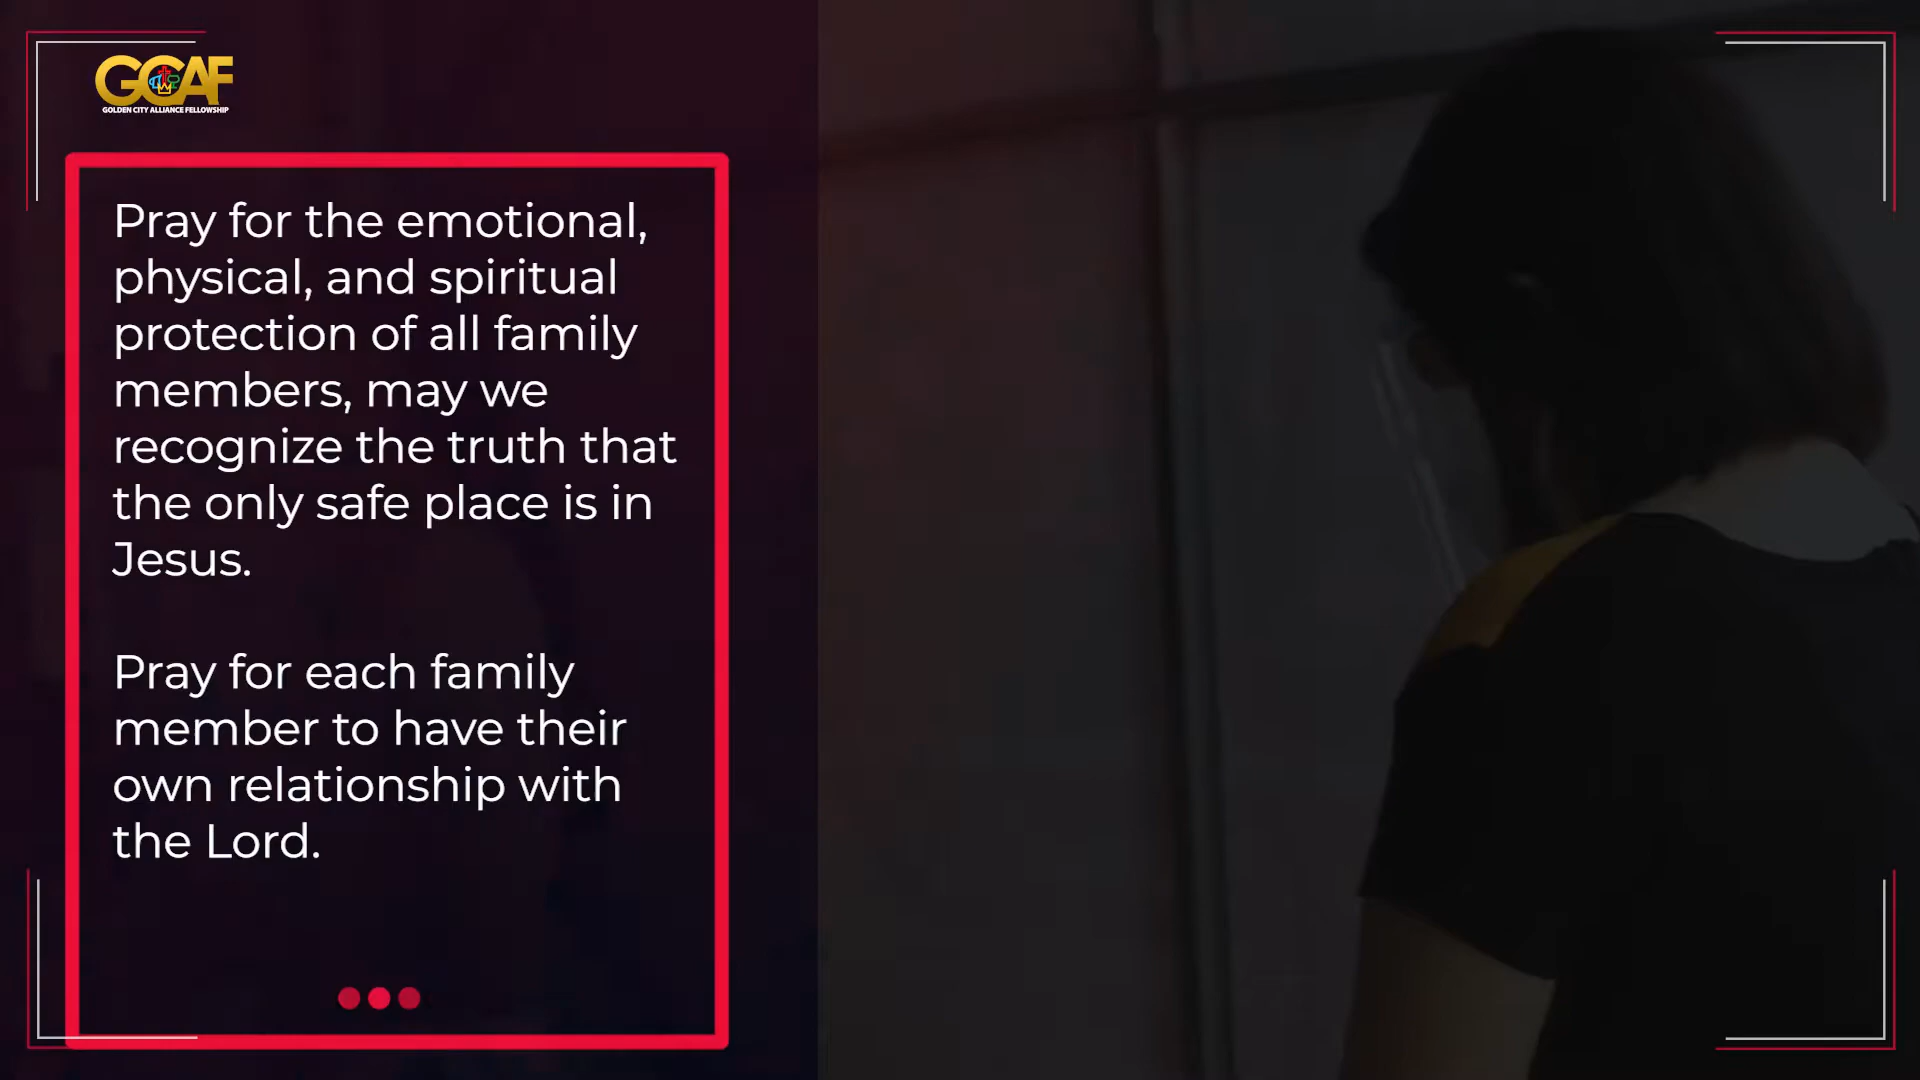 GCAF
GOLDEN CITY ALLIANCE FELLOWSHIP
Pray for the emotional,
physical, and spiritual
protection of all family
members, may we
recognize the truth that
the only safe place is in
Jesus.
Pray for each family
member to have their
own relationship with
the Lord.